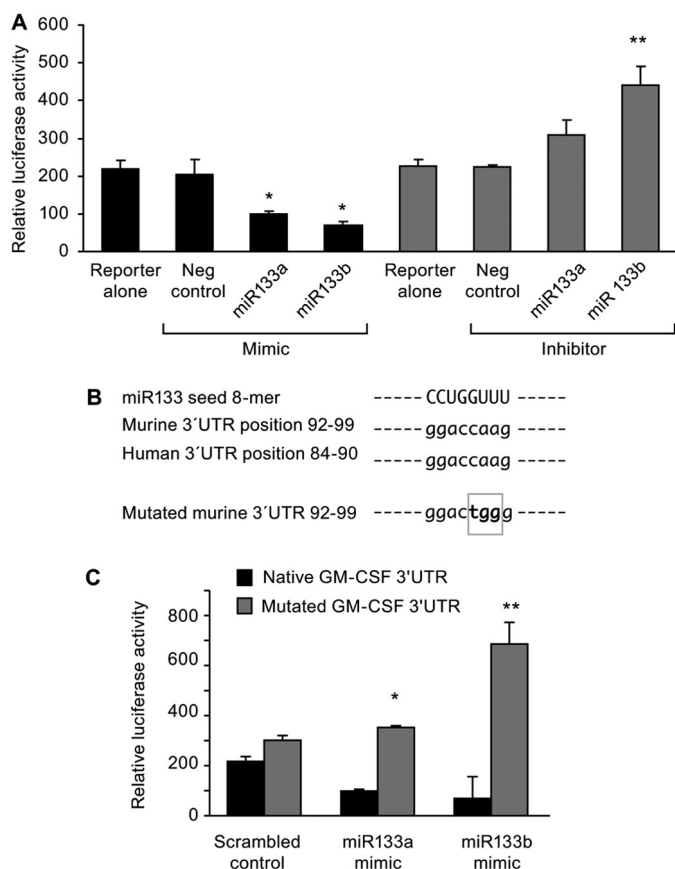 A
Relative luciferase activity
600
500
400
300
200
100
0
*
*
**
Reporter alone
Neg control
miR133a
miR133b
Reporter alone
Neg control
miR133a
miR 133b
Mimic
Inhibitor
B
miR133 seed 8-mer ----- CCUGGUUU -----
Murine 3´UTR position 92-99 ----- ggaccaag -----
Human 3´UTR position 84-90 ----- ggaccaag -----
Mutated murine 3´UTR 92-99 ----- ggactggg -----
C
Native GM-CSF 3'UTR
Mutated GM-CSF 3'UTR
Relative luciferase activity
800
600
400
200
0
*
**
Scrambled control
miR133a mimic
miR133b mimic